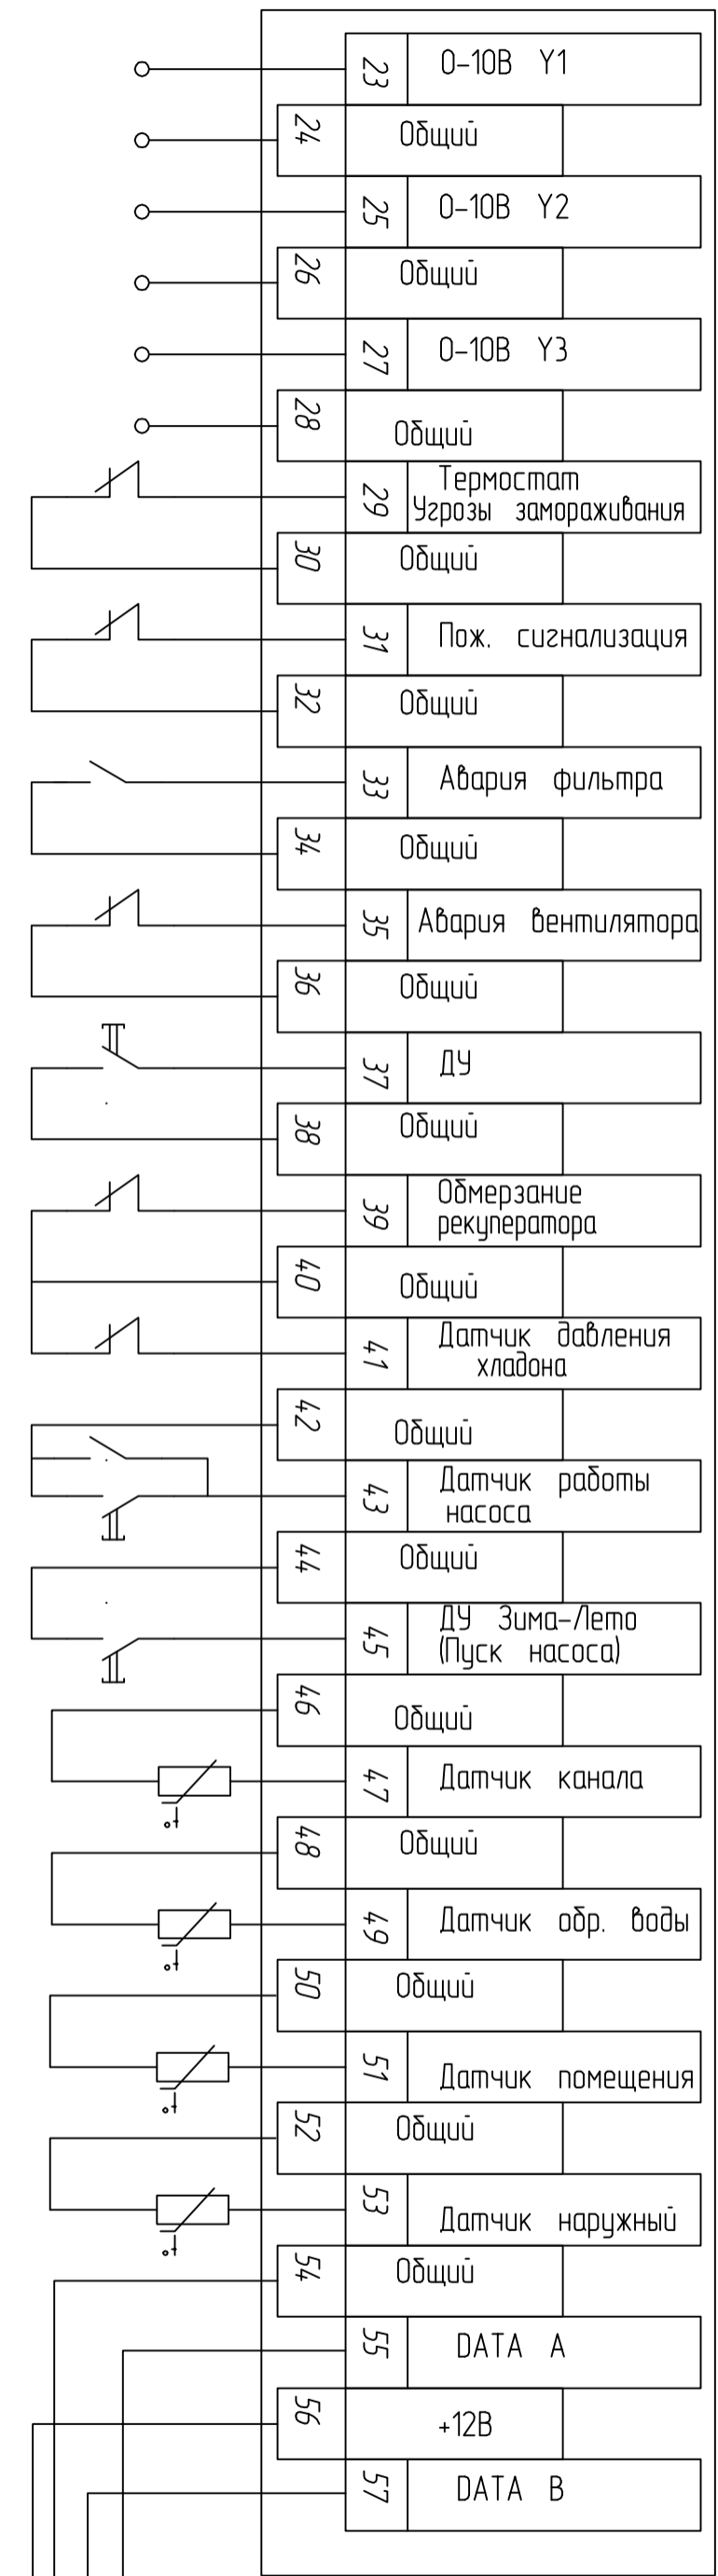 23 0-10В Y1
24 Общий
25 0-10В Y2
26 Общий
27 0-10В Y3
28 Общий
29 Термостат
Угрозы замораживания
30 Общий
31 Пож. сигнализация
32 Общий
33 Авария фильтра
34 Общий
35 Авария вентилятора
36 Общий
37 ДУ
38 Общий
39 Обмерзание
рекуператора
40 Общий
41 Датчик давления
хладона
42 Общий
43 Датчик работы
насоса
44 Общий
45 ДУ Зима-Лето
(Пуск насоса)
46 Общий
47 Датчик канала
t°
48 Общий
49 Датчик обр. воды
t°
50 Общий
51 Датчик помещения
t°
52 Общий
53 Датчик наружный
t°
54 Общий
55 DATA A
56 +12В
57 DATA B